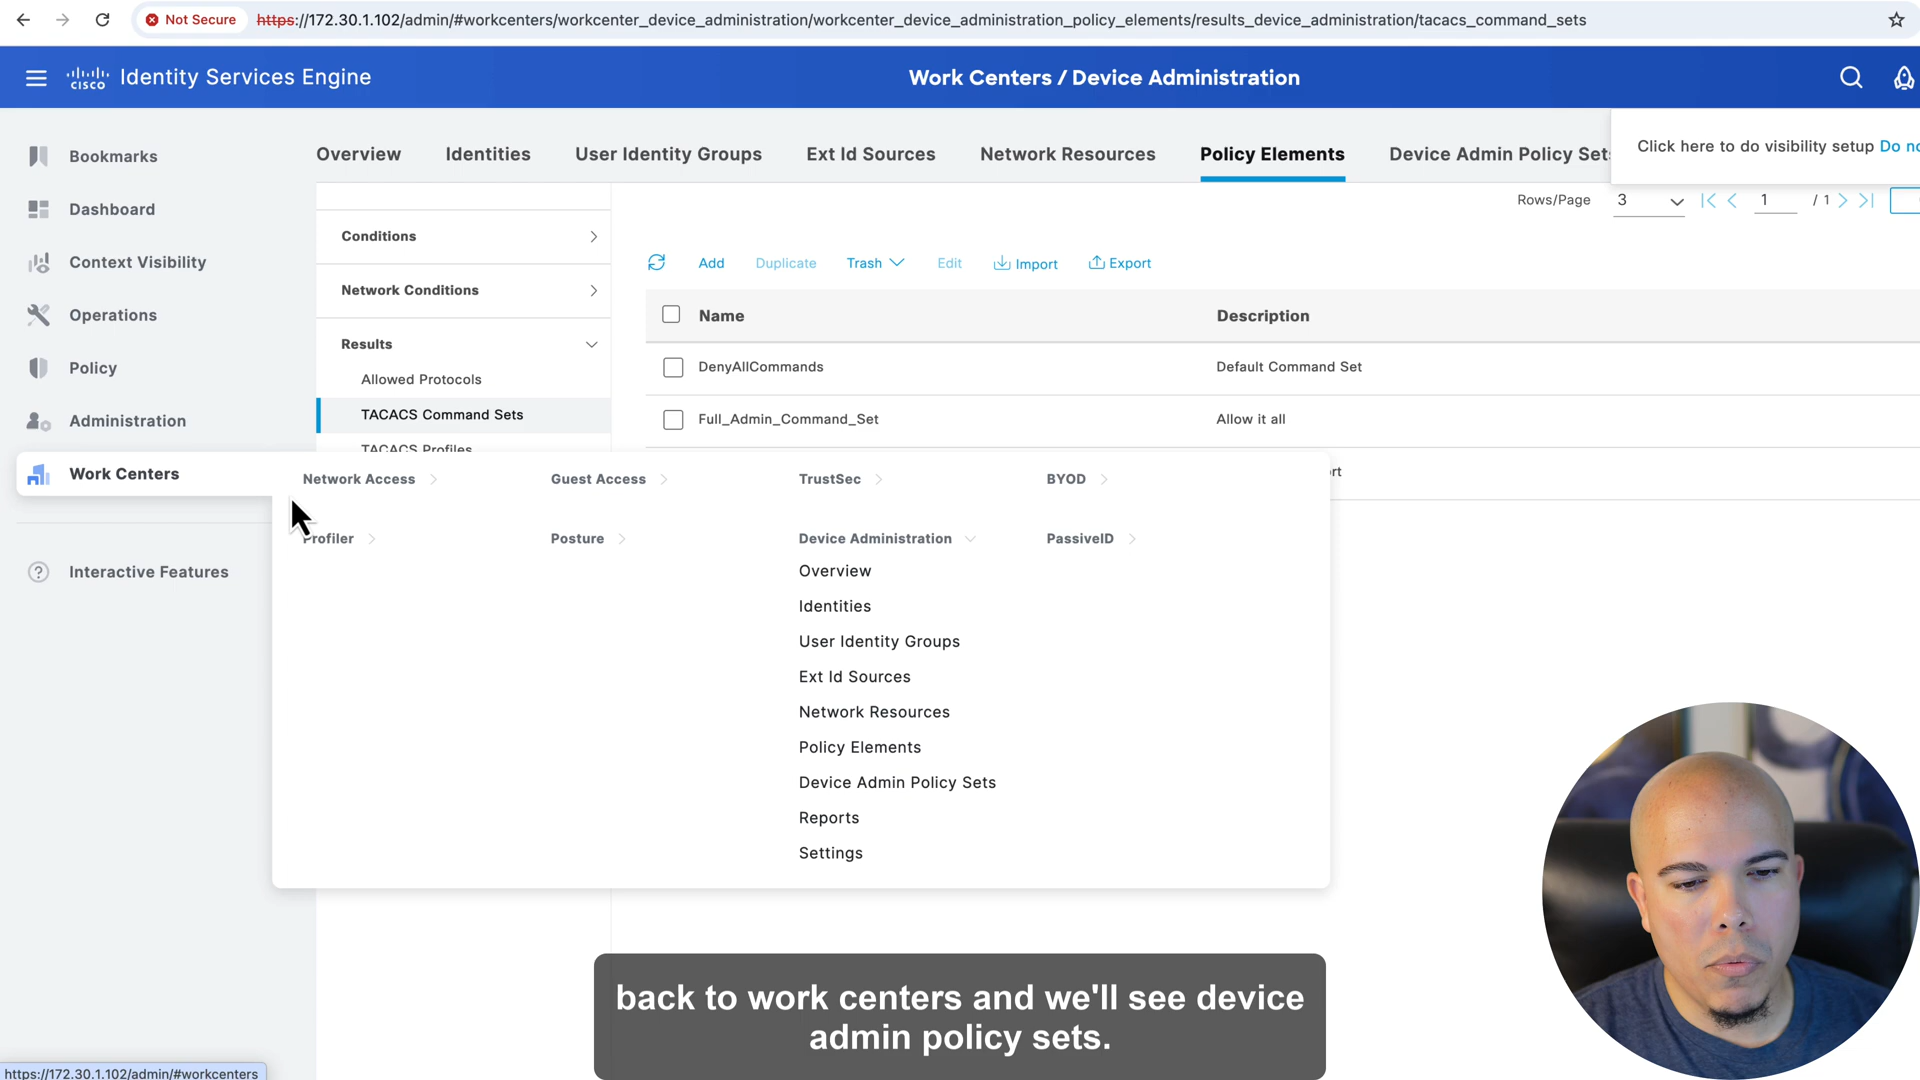 Not Secure
https://172.30.1.102/admin/#workcenters/workcenter_device_administration/workcenter_device_administration_policy_elements/results_device_administration/tacacs_command_sets
CISCO
Identity Services Engine
Work Centers / Device Administration
Bookmarks
Dashboard
Context Visibility
Operations
Policy
Administration
Work Centers
Interactive Features
Overview
Identities
User Identity Groups
Ext Id Sources
Network Resources
Policy Elements
Device Admin Policy Sets
Click here to do visibility setup Do no
Rows/Page
3
1
/ 1
Conditions
Network Conditions
Results
Allowed Protocols
TACACS Command Sets
TACACS Profiles
Add
Duplicate
Trash
Edit
Import
Export
Name
Description
DenyAllCommands
Default Command Set
Full_Admin_Command_Set
Allow it all
rt
Network Access
Guest Access
TrustSec
BYOD
Profiler
Posture
Device Administration
PassiveID
Overview
Identities
User Identity Groups
Ext Id Sources
Network Resources
Policy Elements
Device Admin Policy Sets
Reports
Settings
back to work centers and we'll see device
admin policy sets.
https://172.30.1.102/admin/#workcenters